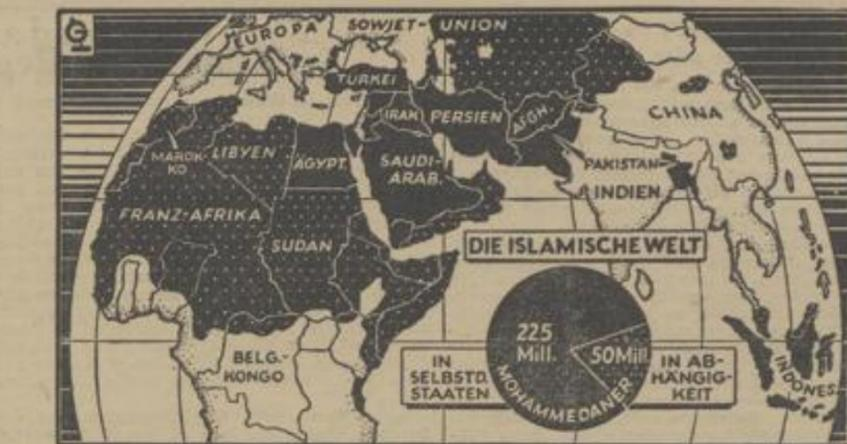 EUROPA
SOWJET-UNION
TÜRKEI
IRAK
PERSIEN
AFGH.
CHINA
MAROK-
KO
LIBYEN
ÄGYPT.
SAUDI-
ARAB.
PAKISTAN
INDIEN
FRANZ-AFRIKA
SUDAN
DIE ISLAMISCHE WELT
225
Mill.
50 Mill.
IN
SELBSTD.
STAATEN
IN AB-
HÄNGIG-
KEIT
MOHAMMEDANER
BELG.-
KONGO
INDONES.